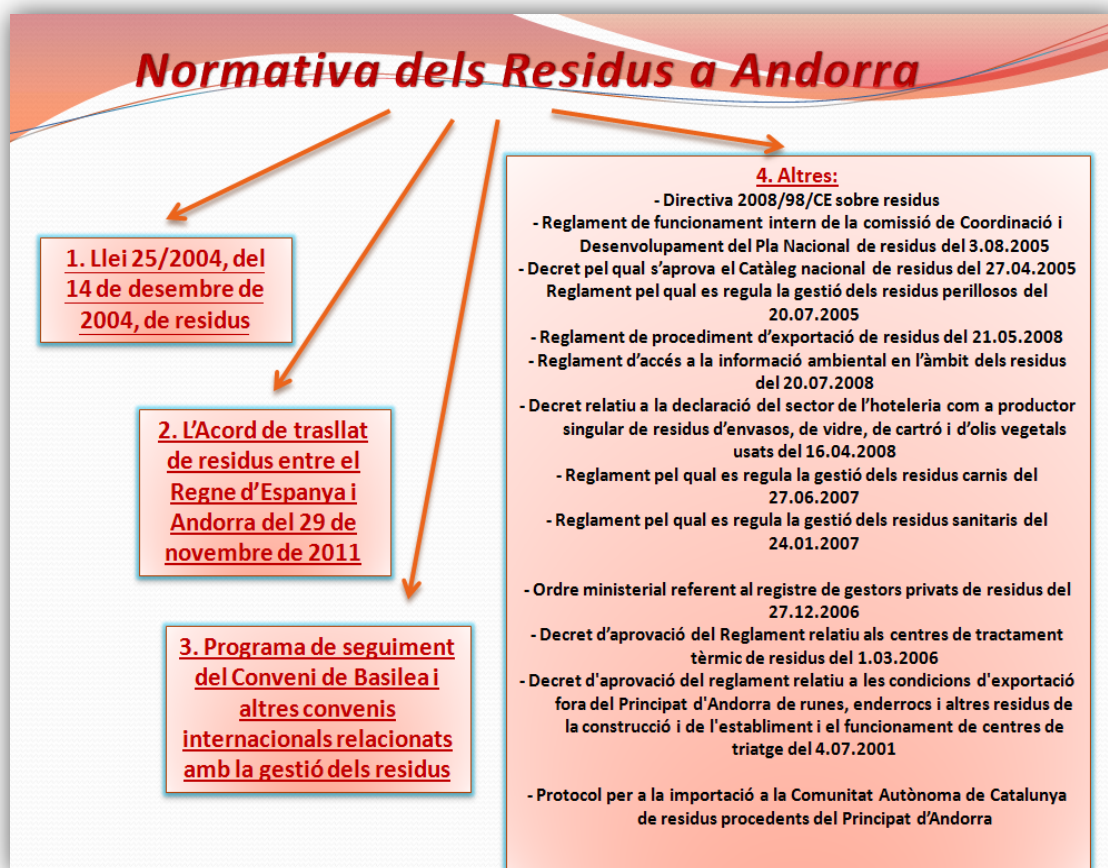 Normativa dels Residus a Andorra
1. Llei 25/2004, del
14 de desembre de
2004, de residus
2. L’Acord de trasllat
de residus entre el
Regne d’Espanya i
Andorra del 29 de
novembre de 2011
3. Programa de seguiment
del Conveni de Basilea i
altres convenis
internacionals relacionats
amb la gestió dels residus
4. Altres:
- Directiva 2008/98/CE sobre residus
- Reglament de funcionament intern de la comissió de Coordinació i
Desenvolupament del Pla Nacional de residus del 3.08.2005
- Decret pel qual s’aprova el Catàleg nacional de residus del 27.04.2005
Reglament pel qual es regula la gestió dels residus perillosos del
20.07.2005
- Reglament de procediment d’exportació de residus del 21.05.2008
- Reglament d’accés a la informació ambiental en l’àmbit dels residus
del 20.07.2008
- Decret relatiu a la declaració del sector de l’hoteleria com a productor
singular de residus d’envasos, de vidre, de cartró i d’olis vegetals
usats del 16.04.2008
- Reglament pel qual es regula la gestió dels residus carnis del
27.06.2007
- Reglament pel qual es regula la gestió dels residus sanitaris del
24.01.2007
- Ordre ministerial referent al registre de gestors privats de residus del
27.12.2006
- Decret d’aprovació del Reglament relatiu als centres de tractament
tèrmic de residus del 1.03.2006
- Decret d'aprovació del reglament relatiu a les condicions d'exportació
fora del Principat d'Andorra de runes, enderrocs i altres residus de
la construcció i de l'establiment i el funcionament de centres de
triatge del 4.07.2001
- Protocol per a la importació a la Comunitat Autònoma de Catalunya
de residus procedents del Principat d’Andorra